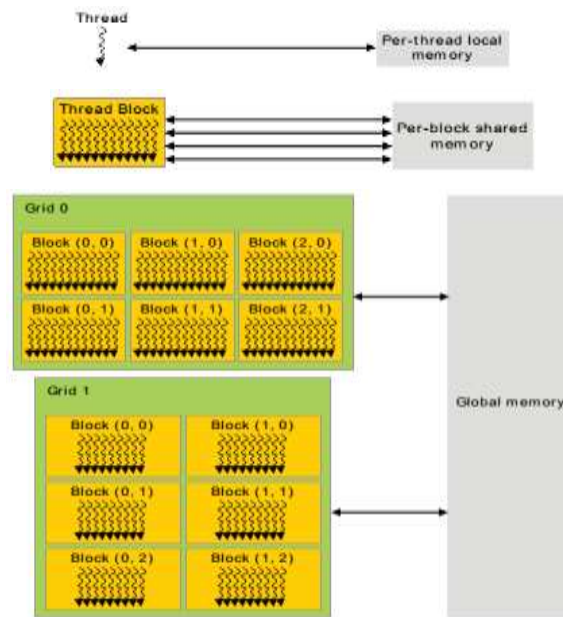 Thread
Per-thread local
memory
Thread Block
Per-block shared
memory
Grid 0
Block (0, 0)
Block (1, 0)
Block (2, 0)
Block (0, 1)
Block (1, 1)
Block (2, 1)
Global memory
Grid 1
Block (0, 0)
Block (1, 0)
Block (0, 1)
Block (1, 1)
Block (0, 2)
Block (1, 2)